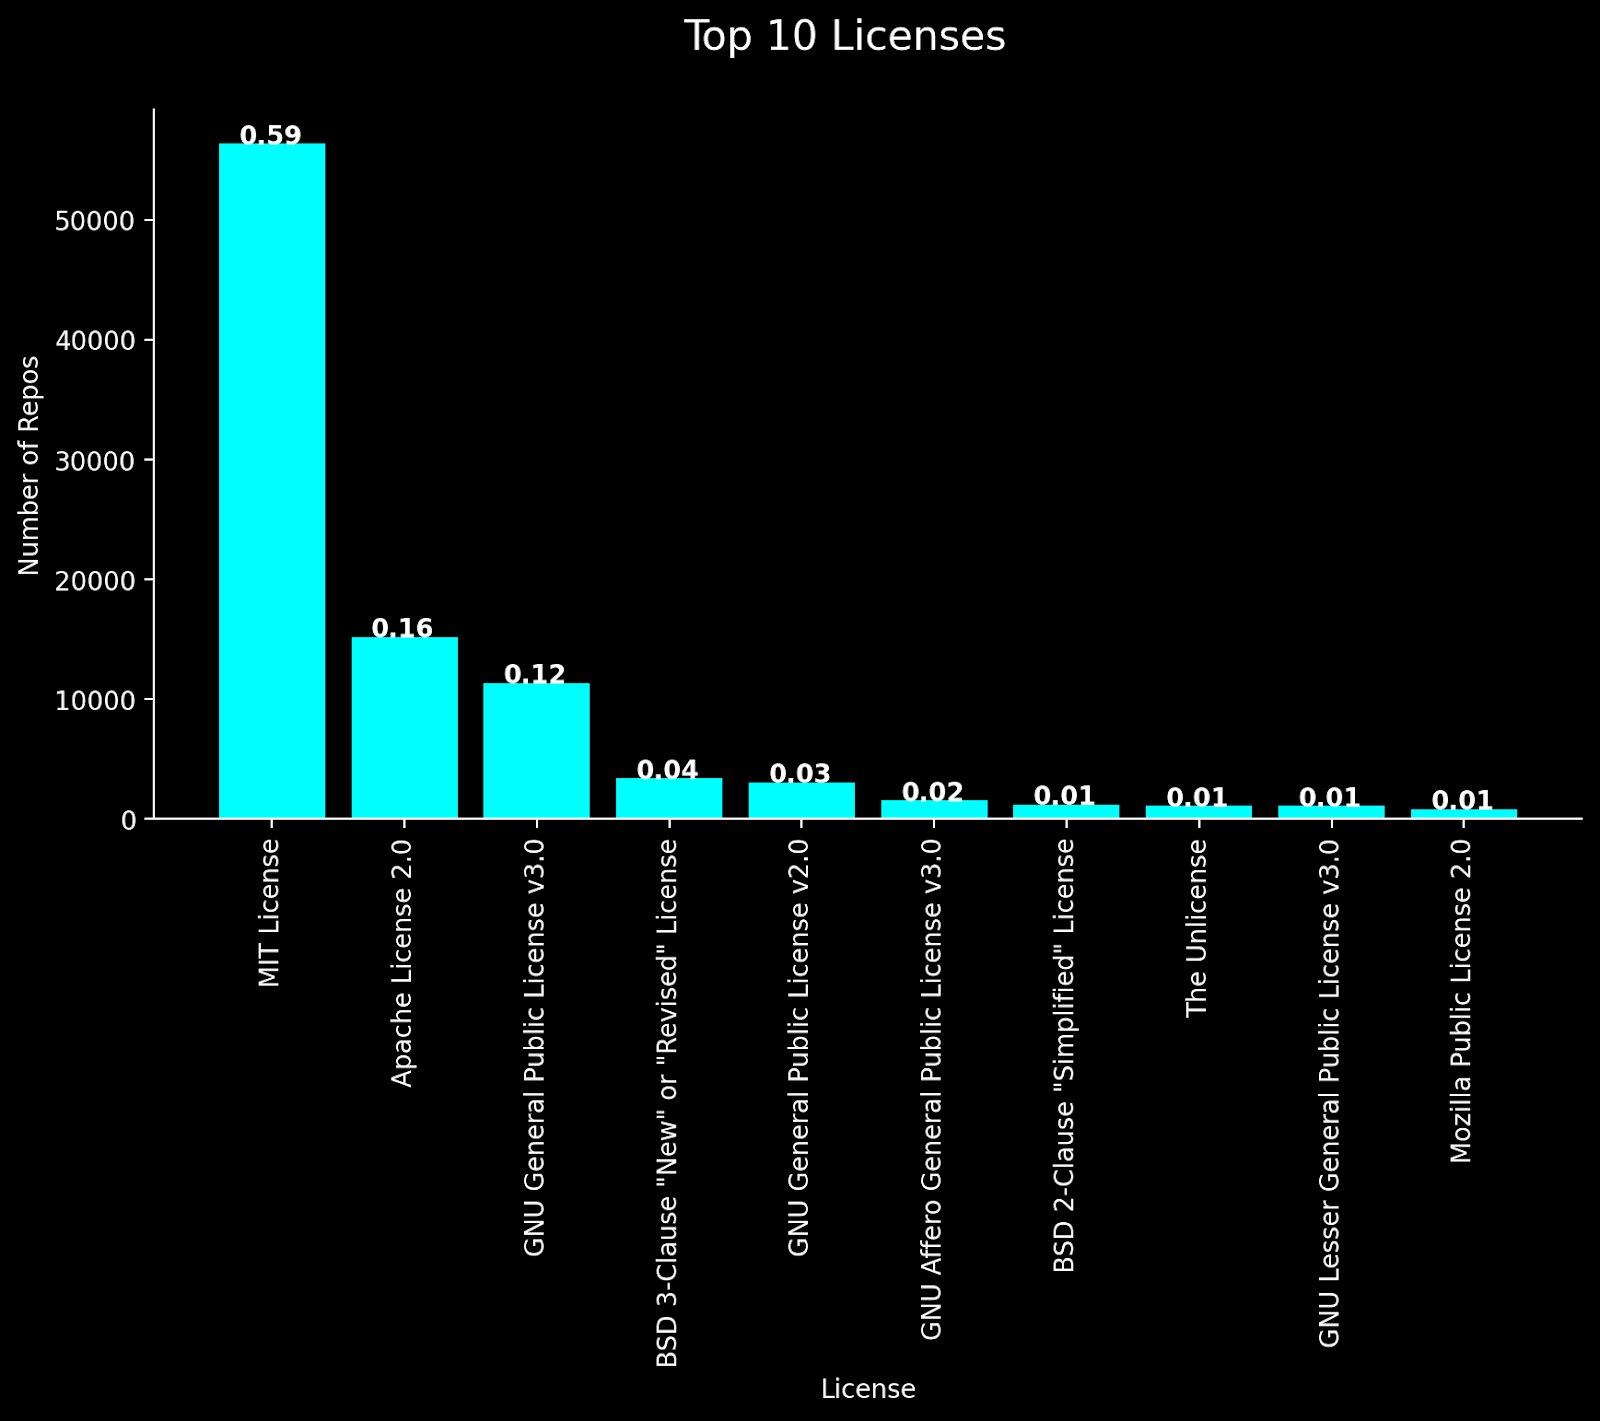 Top 10 Licenses
Number of Repos
50000
40000
30000
20000
10000
0
0.59
0.16
0.12
0.04
0.03
0.02
0.01
0.01
0.01
0.01
MIT License
Apache License 2.0
GNU General Public License v3.0
BSD 3-Clause "New" or "Revised" License
GNU General Public License v2.0
GNU Affero General Public License v3.0
BSD 2-Clause "Simplified" License
The Unlicense
GNU Lesser General Public License v3.0
Mozilla Public License 2.0
License